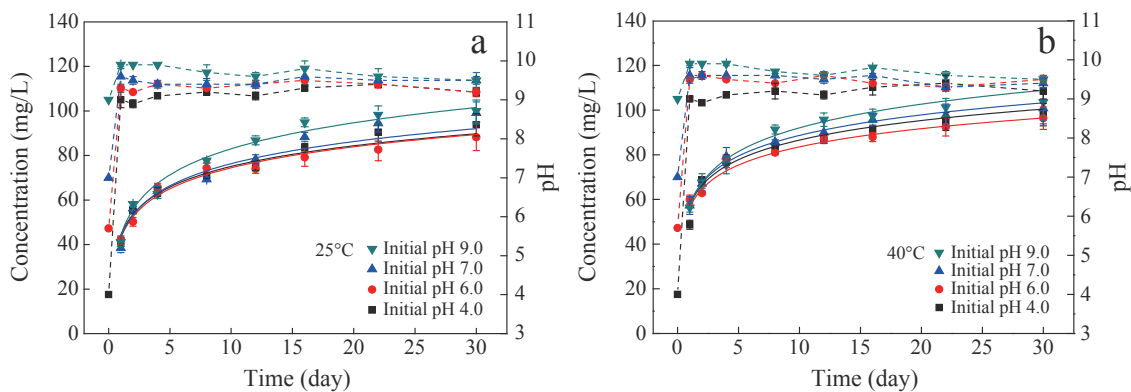 a
140
120
100
80
60
40
20
0
Concentration (mg/L)
11
10
9
8
7
6
5
4
3
pH
25°C
Initial pH 9.0
Initial pH 7.0
Initial pH 6.0
Initial pH 4.0
0 5 10 15 20 25 30
Time (day)
b
140
120
100
80
60
40
20
0
Concentration (mg/L)
11
10
9
8
7
6
5
4
3
pH
40°C
Initial pH 9.0
Initial pH 7.0
Initial pH 6.0
Initial pH 4.0
0 5 10 15 20 25 30
Time (day)